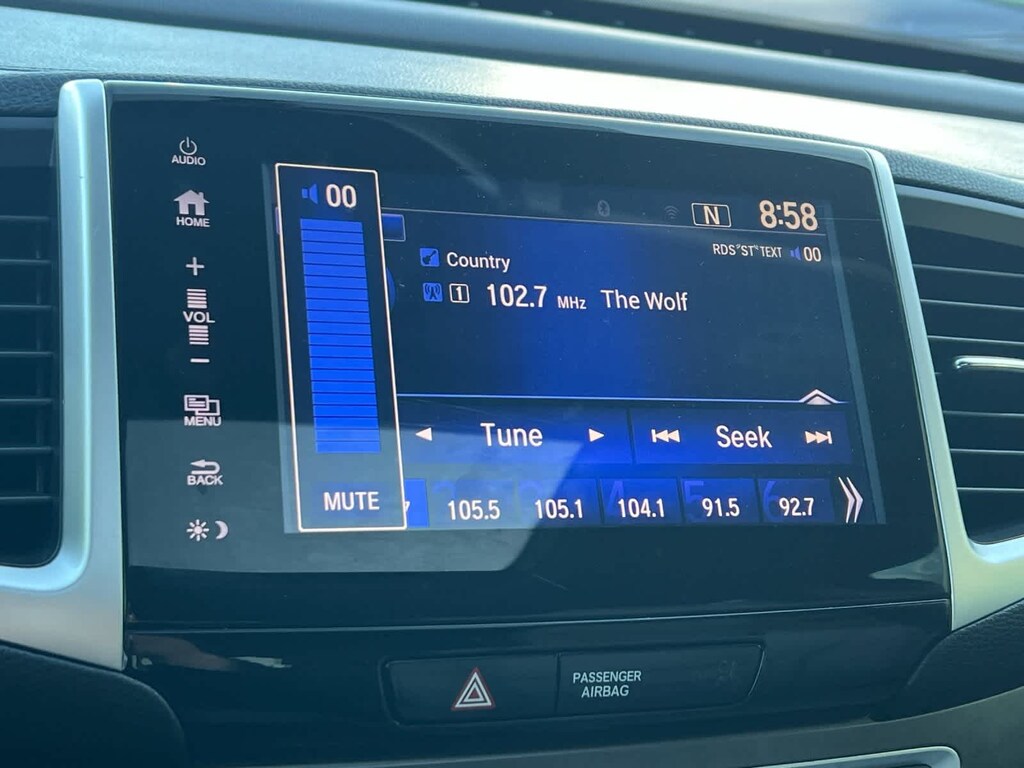 AUDIO
HOME
+
VOL
−
MENU
BACK
00
MUTE
N 8:58
RDS "ST" TEXT 00
Country
1 102.7 MHz The Wolf
Tune Seek
7 105.5 105.1 104.1 91.5 92.7
PASSENGER
AIRBAG